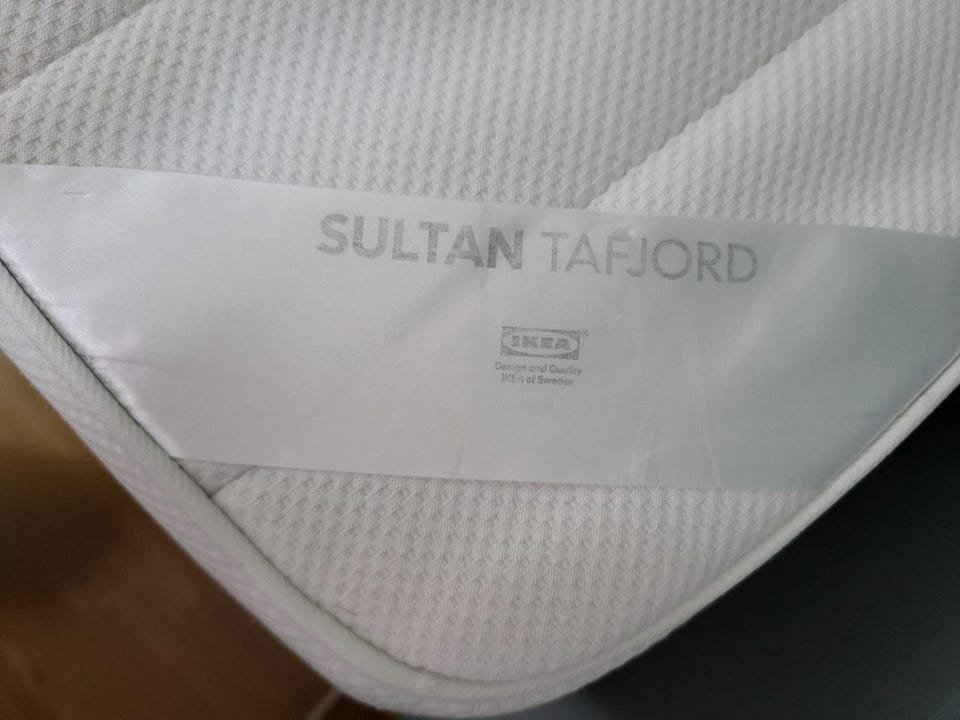 SULTAN TAFJORD
IKEA®
Design and Quality
IKEA of Sweden